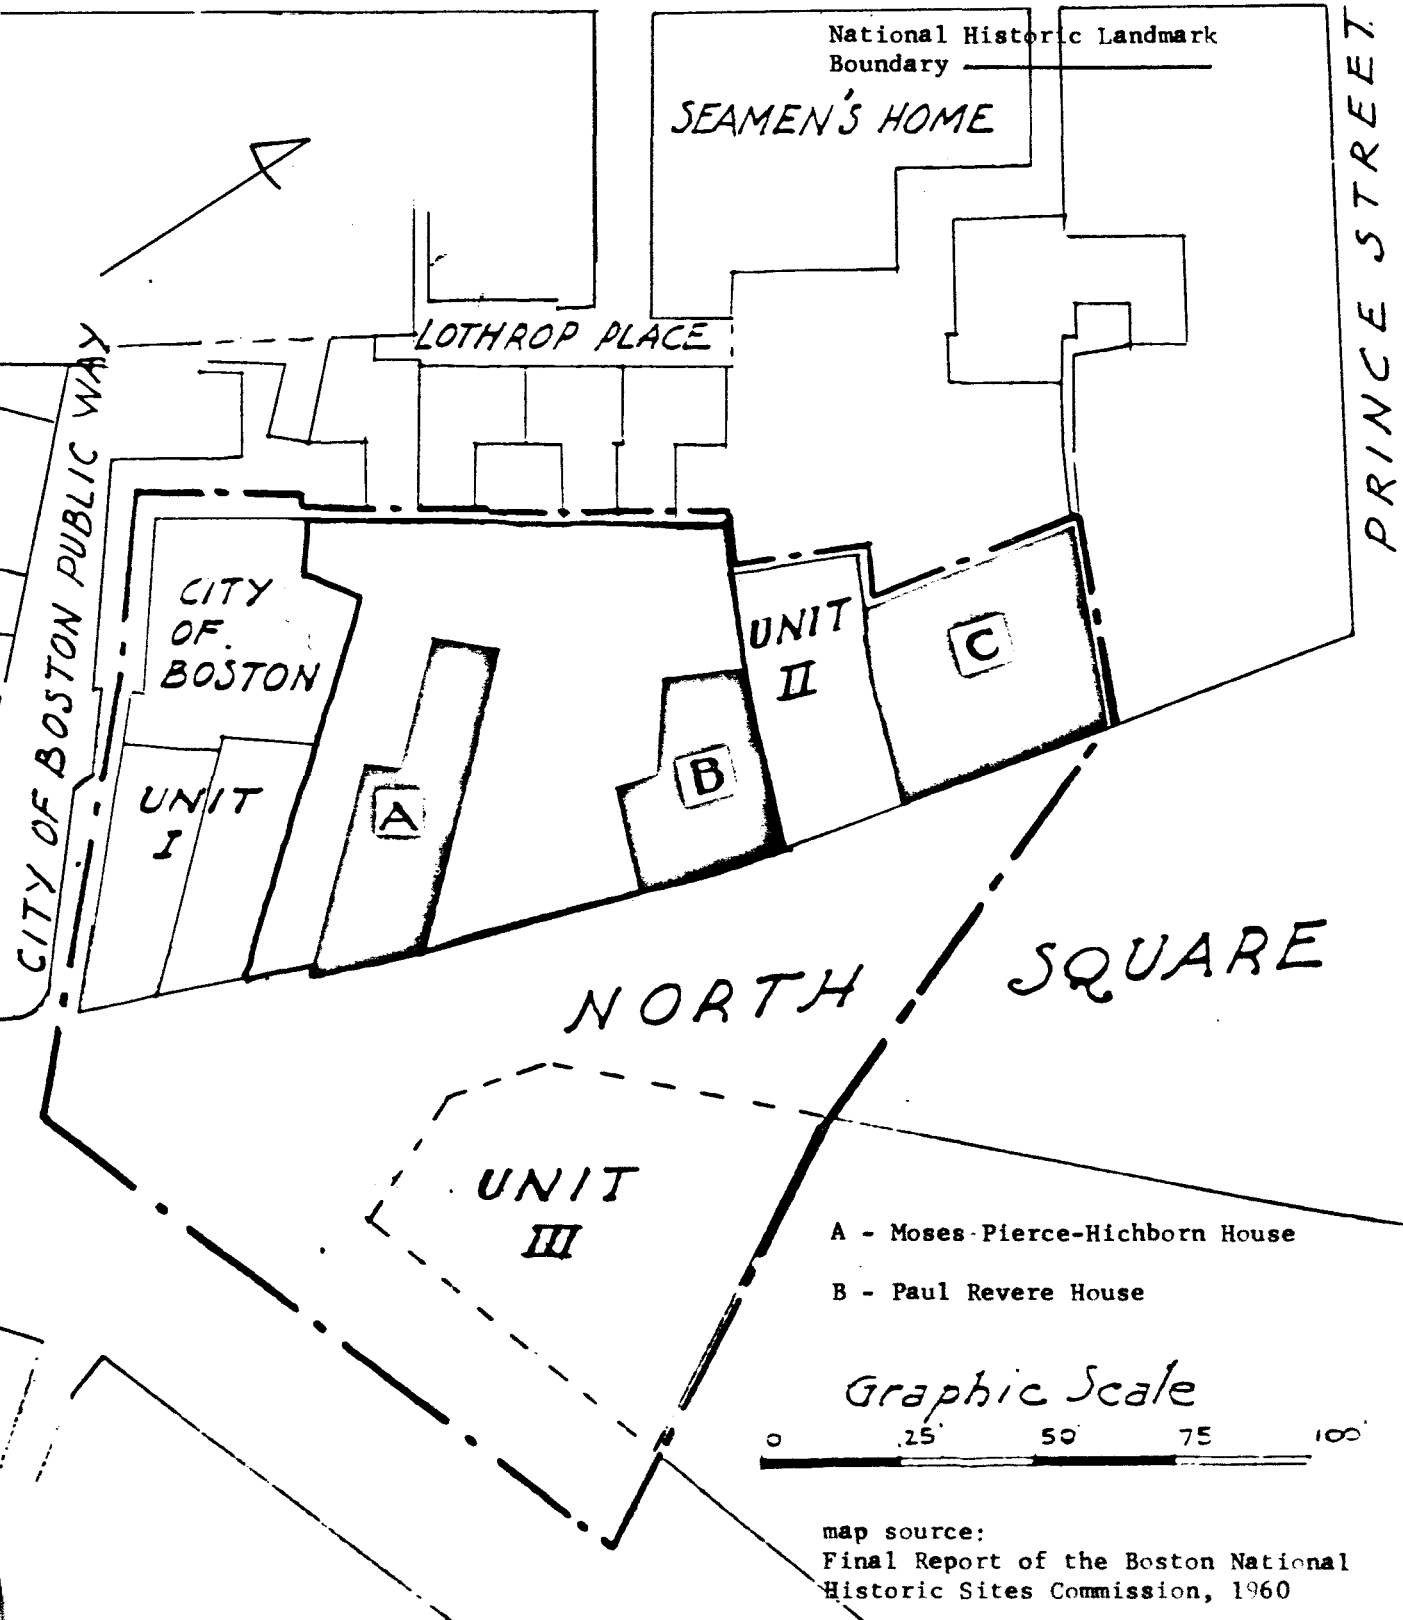 National Historic Landmark
Boundary
SEAMEN'S HOME
PRINCE STREET
LOTHROP PLACE
CITY OF BOSTON PUBLIC WAY
CITY
OF.
BOSTON
UNIT
II
C
B
A
UNIT
I
NORTH SQUARE
UNIT
III
A - Moses Pierce-Hichborn House
B - Paul Revere House
Graphic Scale
0 25' 50' 75 100'
map source:
Final Report of the Boston National
Historic Sites Commission, 1960